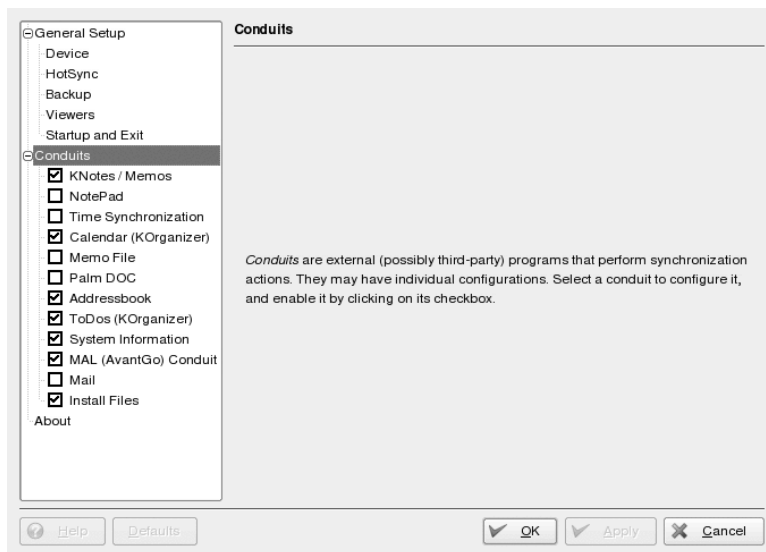 General Setup
Device
HotSync
Backup
Viewers
Startup and Exit
Conduits
KNotes / Memos
NotePad
Time Synchronization
Calendar (KOrganizer)
Memo File
Palm DOC
Addressbook
ToDos (KOrganizer)
System Information
MAL (AvantGo) Conduit
Mail
Install Files
About
Conduits
Conduits are external (possibly third-party) programs that perform synchronization
actions. They may have individual configurations. Select a conduit to configure it,
and enable it by clicking on its checkbox.
Help Defaults OK Apply Cancel